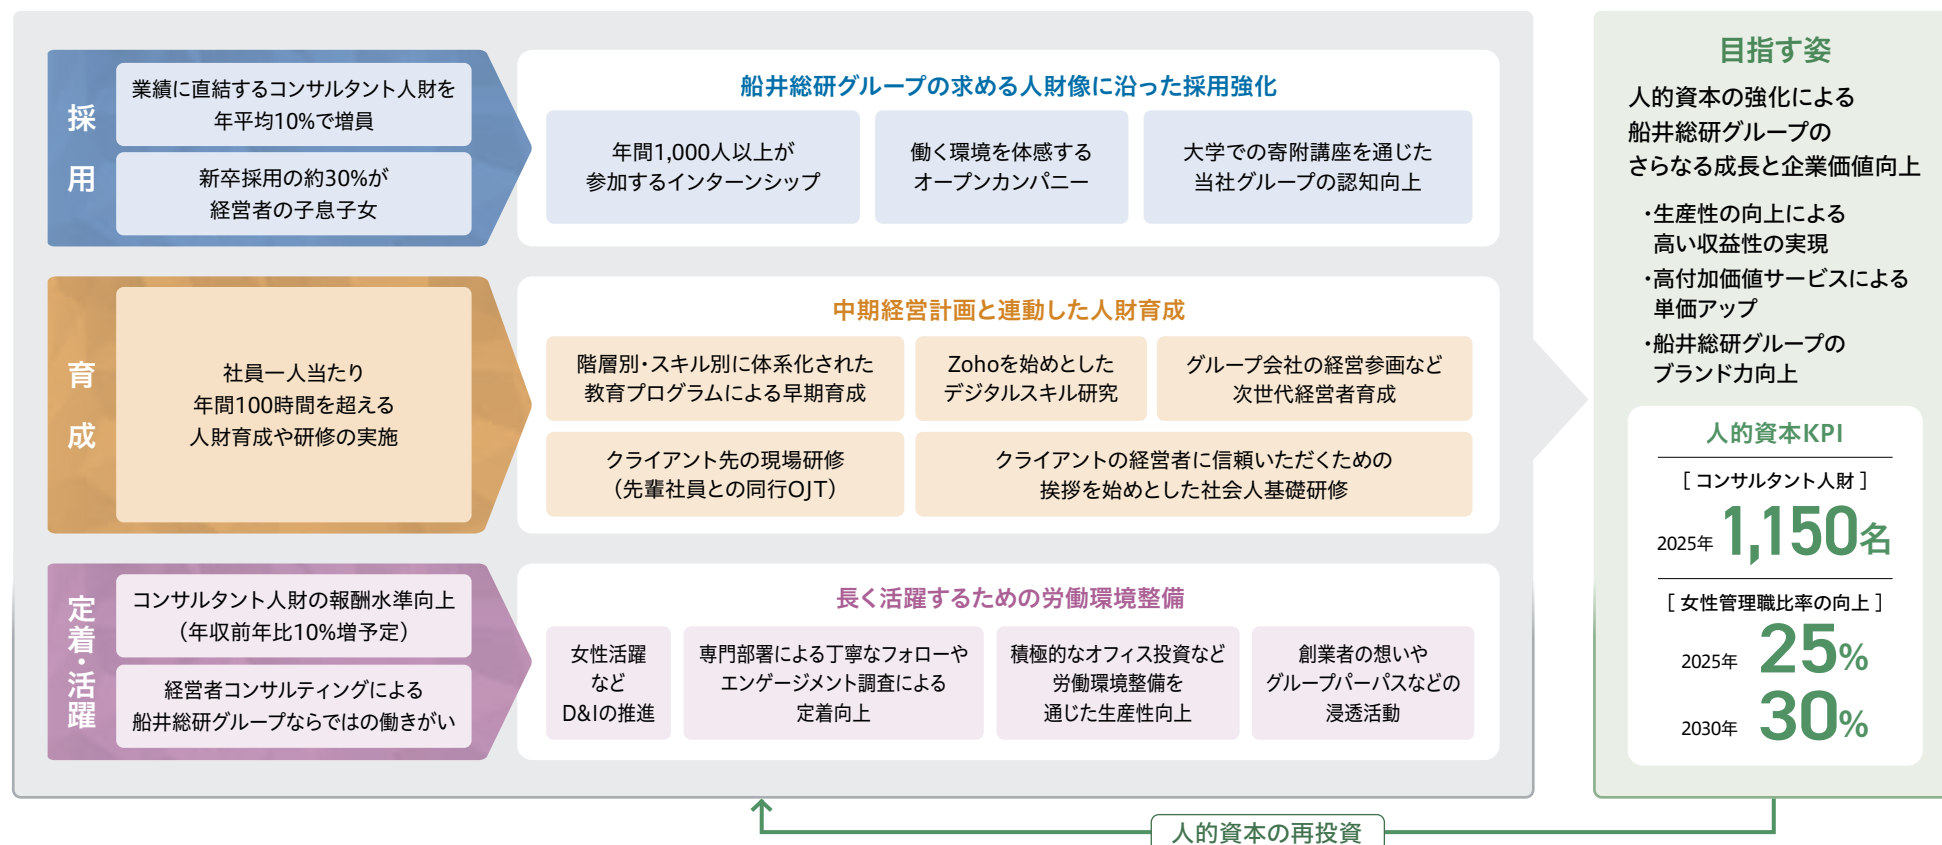 採用
業績に直結するコンサルタント人財を
年平均10%で増員
新卒採用の約30%が
経営者の子息子女
船井総研グループの求める人財像に沿った採用強化
年間1,000人以上が
参加するインターンシップ
働く環境を体感する
オープンカンパニー
大学での寄附講座を通じた
当社グループの認知向上
育成
社員一人当たり
年間100時間を超える
人財育成や研修の実施
中期経営計画と連動した人財育成
階層別・スキル別に体系化された
教育プログラムによる早期育成
Zohoを始めとした
デジタルスキル研究
グループ会社の経営参画など
次世代経営者育成
クライアント先の現場研修
（先輩社員との同行OJT）
クライアントの経営者に信頼いただくための
挨拶を始めとした社会人基礎研修
定着・活躍
コンサルタント人財の報酬水準向上
（年収前年比10%増予定）
経営者コンサルティングによる
船井総研グループならではの働きがい
長く活躍するための労働環境整備
女性活躍
など
D&Iの推進
専門部署による丁寧なフォローや
エンゲージメント調査による
定着向上
積極的なオフィス投資など
労働環境整備を
通じた生産性向上
創業者の想いや
グループパーパスなどの
浸透活動
目指す姿
人的資本の強化による
船井総研グループの
さらなる成長と企業価値向上
・生産性の向上による
高い収益性の実現
・高付加価値サービスによる
単価アップ
・船井総研グループの
ブランド力向上
人的資本KPI
［コンサルタント人財］
2025年 1,150名
［女性管理職比率の向上］
2025年 25%
2030年 30%
人的資本の再投資